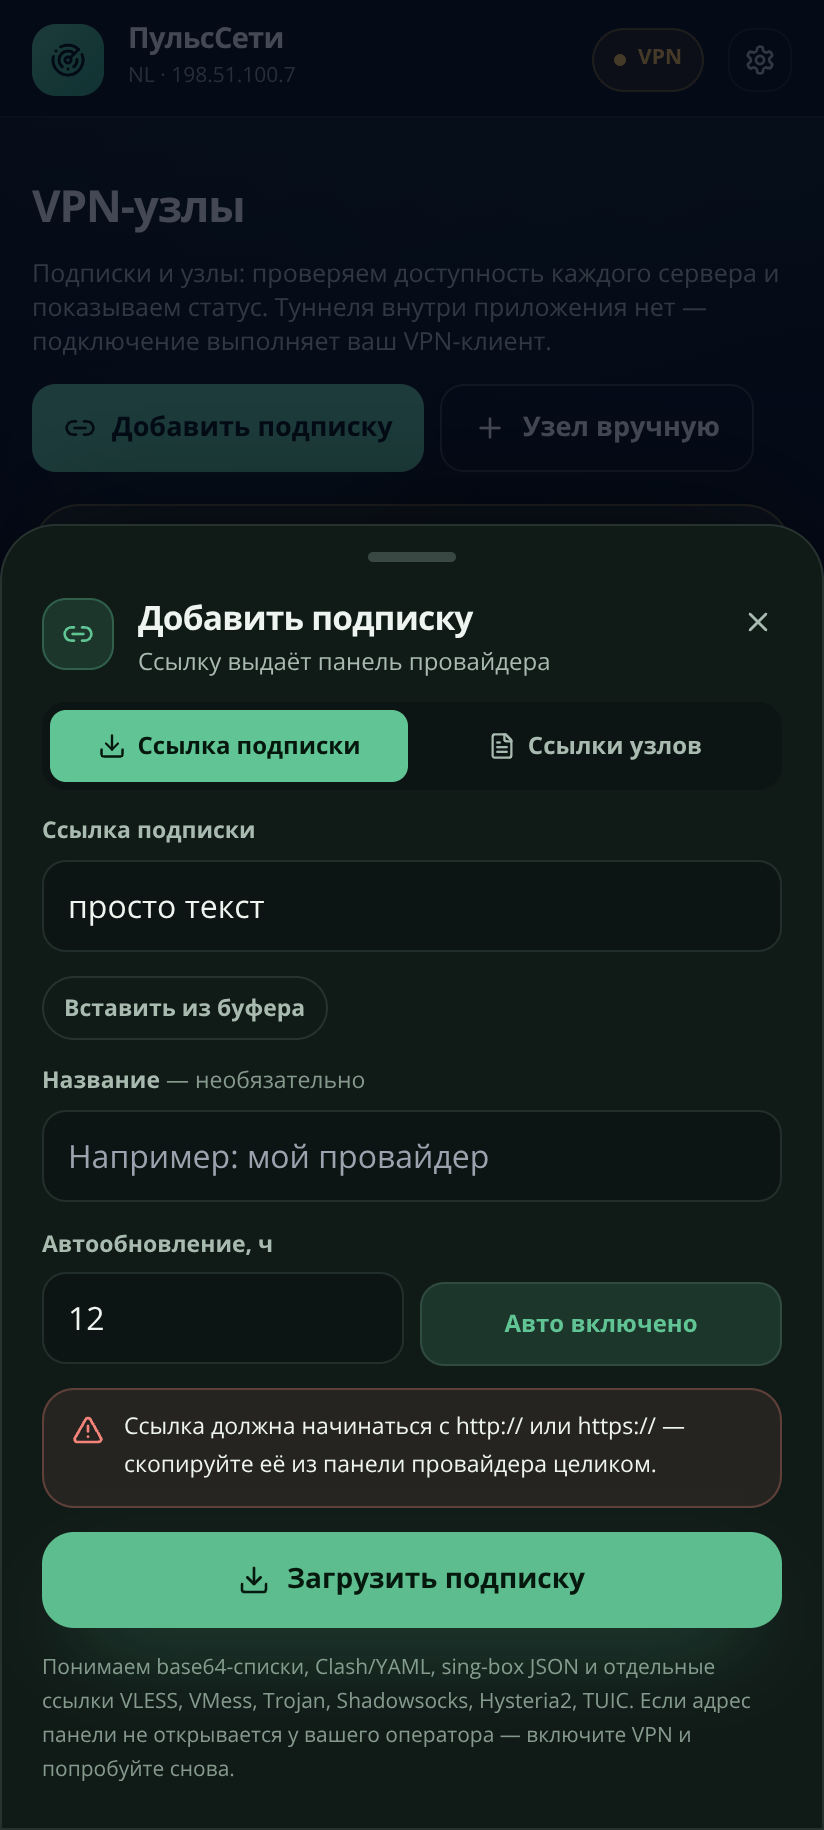 ПульсСети
NL · 198.51.100.7
VPN
VPN-узлы
Подписки и узлы: проверяем доступность каждого сервера и
показываем статус. Туннеля внутри приложения нет —
подключение выполняет ваш VPN-клиент.
Добавить подписку
Узел вручную
Добавить подписку
Ссылку выдаёт панель провайдера
Ссылка подписки
Ссылки узлов
Ссылка подписки
просто текст
Вставить из буфера
Название — необязательно
Например: мой провайдер
Автообновление, ч
12
Авто включено
Ссылка должна начинаться с http:// или https:// —
скопируйте её из панели провайдера целиком.
Загрузить подписку
Понимаем base64-списки, Clash/YAML, sing-box JSON и отдельные
ссылки VLESS, VMess, Trojan, Shadowsocks, Hysteria2, TUIC. Если адрес
панели не открывается у вашего оператора — включите VPN и
попробуйте снова.